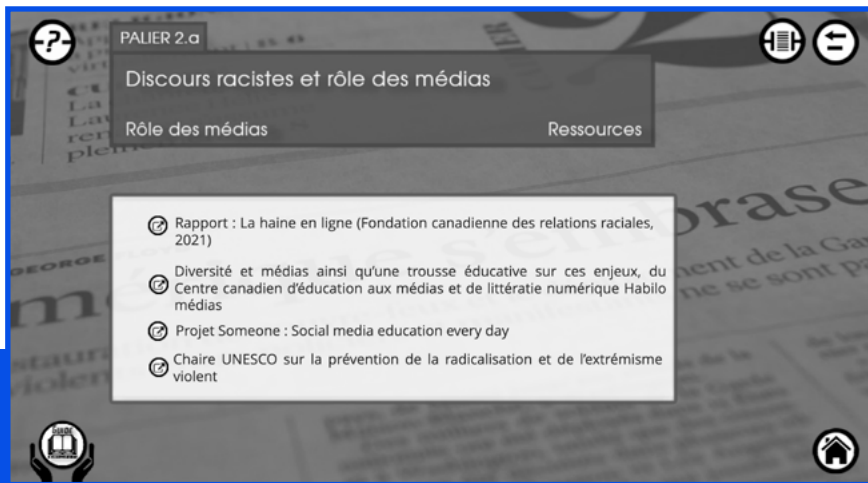 PALIER 2.a
Discours racistes et rôle des médias
Rôle des médias
Ressources
Rapport : La haine en ligne (Fondation canadienne des relations raciales,
2021)
Diversité et médias ainsi qu'une trousse éducative sur ces enjeux, du
Centre canadien d'éducation aux médias et de littératie numérique Habilo
médias
Projet Someone : Social media education every day
Chaire UNESCO sur la prévention de la radicalisation et de l'extrémisme
violent
GUIDE